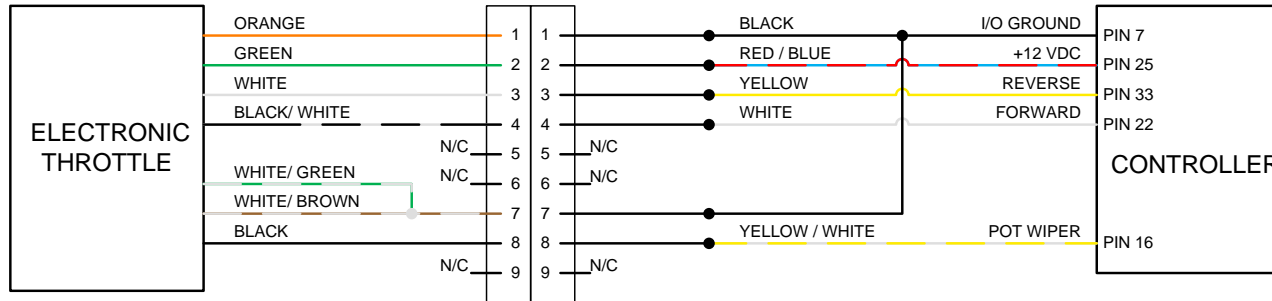 ORANGE 1 1 BLACK I/O GROUND PIN 7
GREEN 2 2 RED / BLUE +12 VDC PIN 25
WHITE 3 3 YELLOW REVERSE PIN 33
BLACK/ WHITE 4 4 WHITE FORWARD PIN 22
ELECTRONIC
THROTTLE
N/C 5 5 N/C
CONTROLLER
WHITE/ GREEN N/C 6 6 N/C
WHITE/ BROWN 7 7
BLACK 8 8 YELLOW / WHITE POT WIPER PIN 16
N/C 9 9 N/C